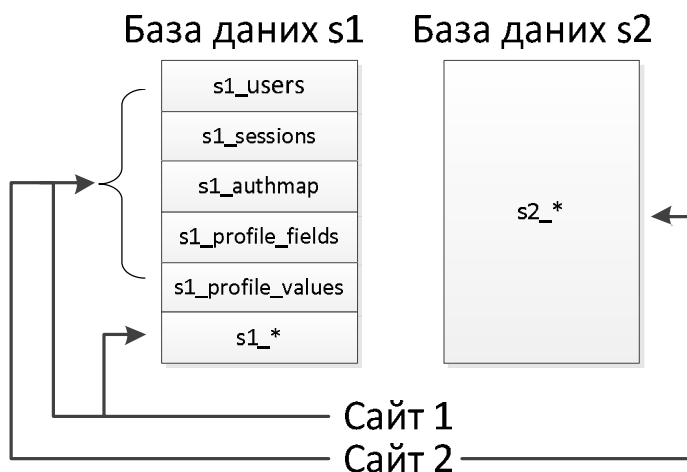 База даних s1
База даних s2
s1_users
s1_sessions
s1_authmap
s1_profile_fields
s1_profile_values
s1_*
s2_*
Сайт 1
Сайт 2